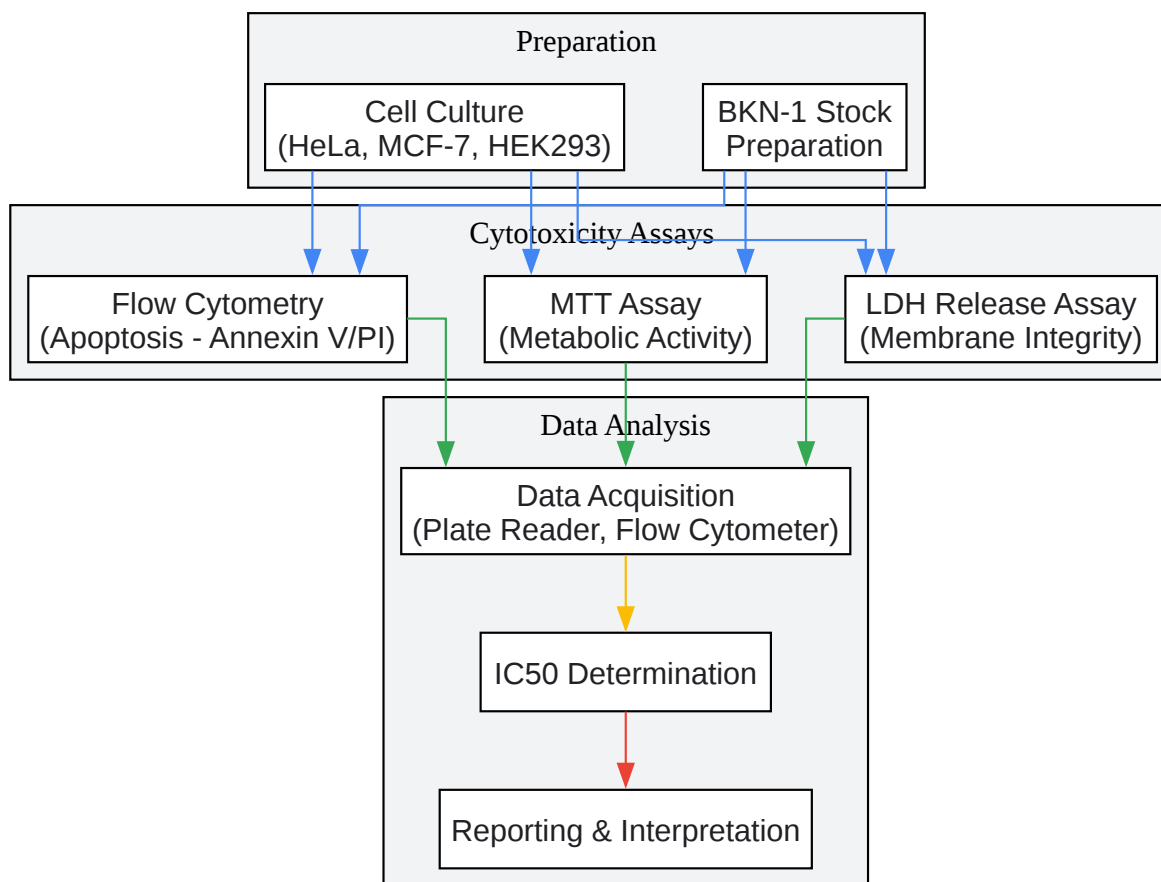 Preparation
Cell Culture
(HeLa, MCF-7, HEK293)
BKN-1 Stock
Preparation
Cytotoxicity Assays
Flow Cytometry
(Apoptosis - Annexin V/PI)
MTT Assay
(Metabolic Activity)
LDH Release Assay
(Membrane Integrity)
Data Analysis
Data Acquisition
(Plate Reader, Flow Cytometer)
IC50 Determination
Reporting & Interpretation